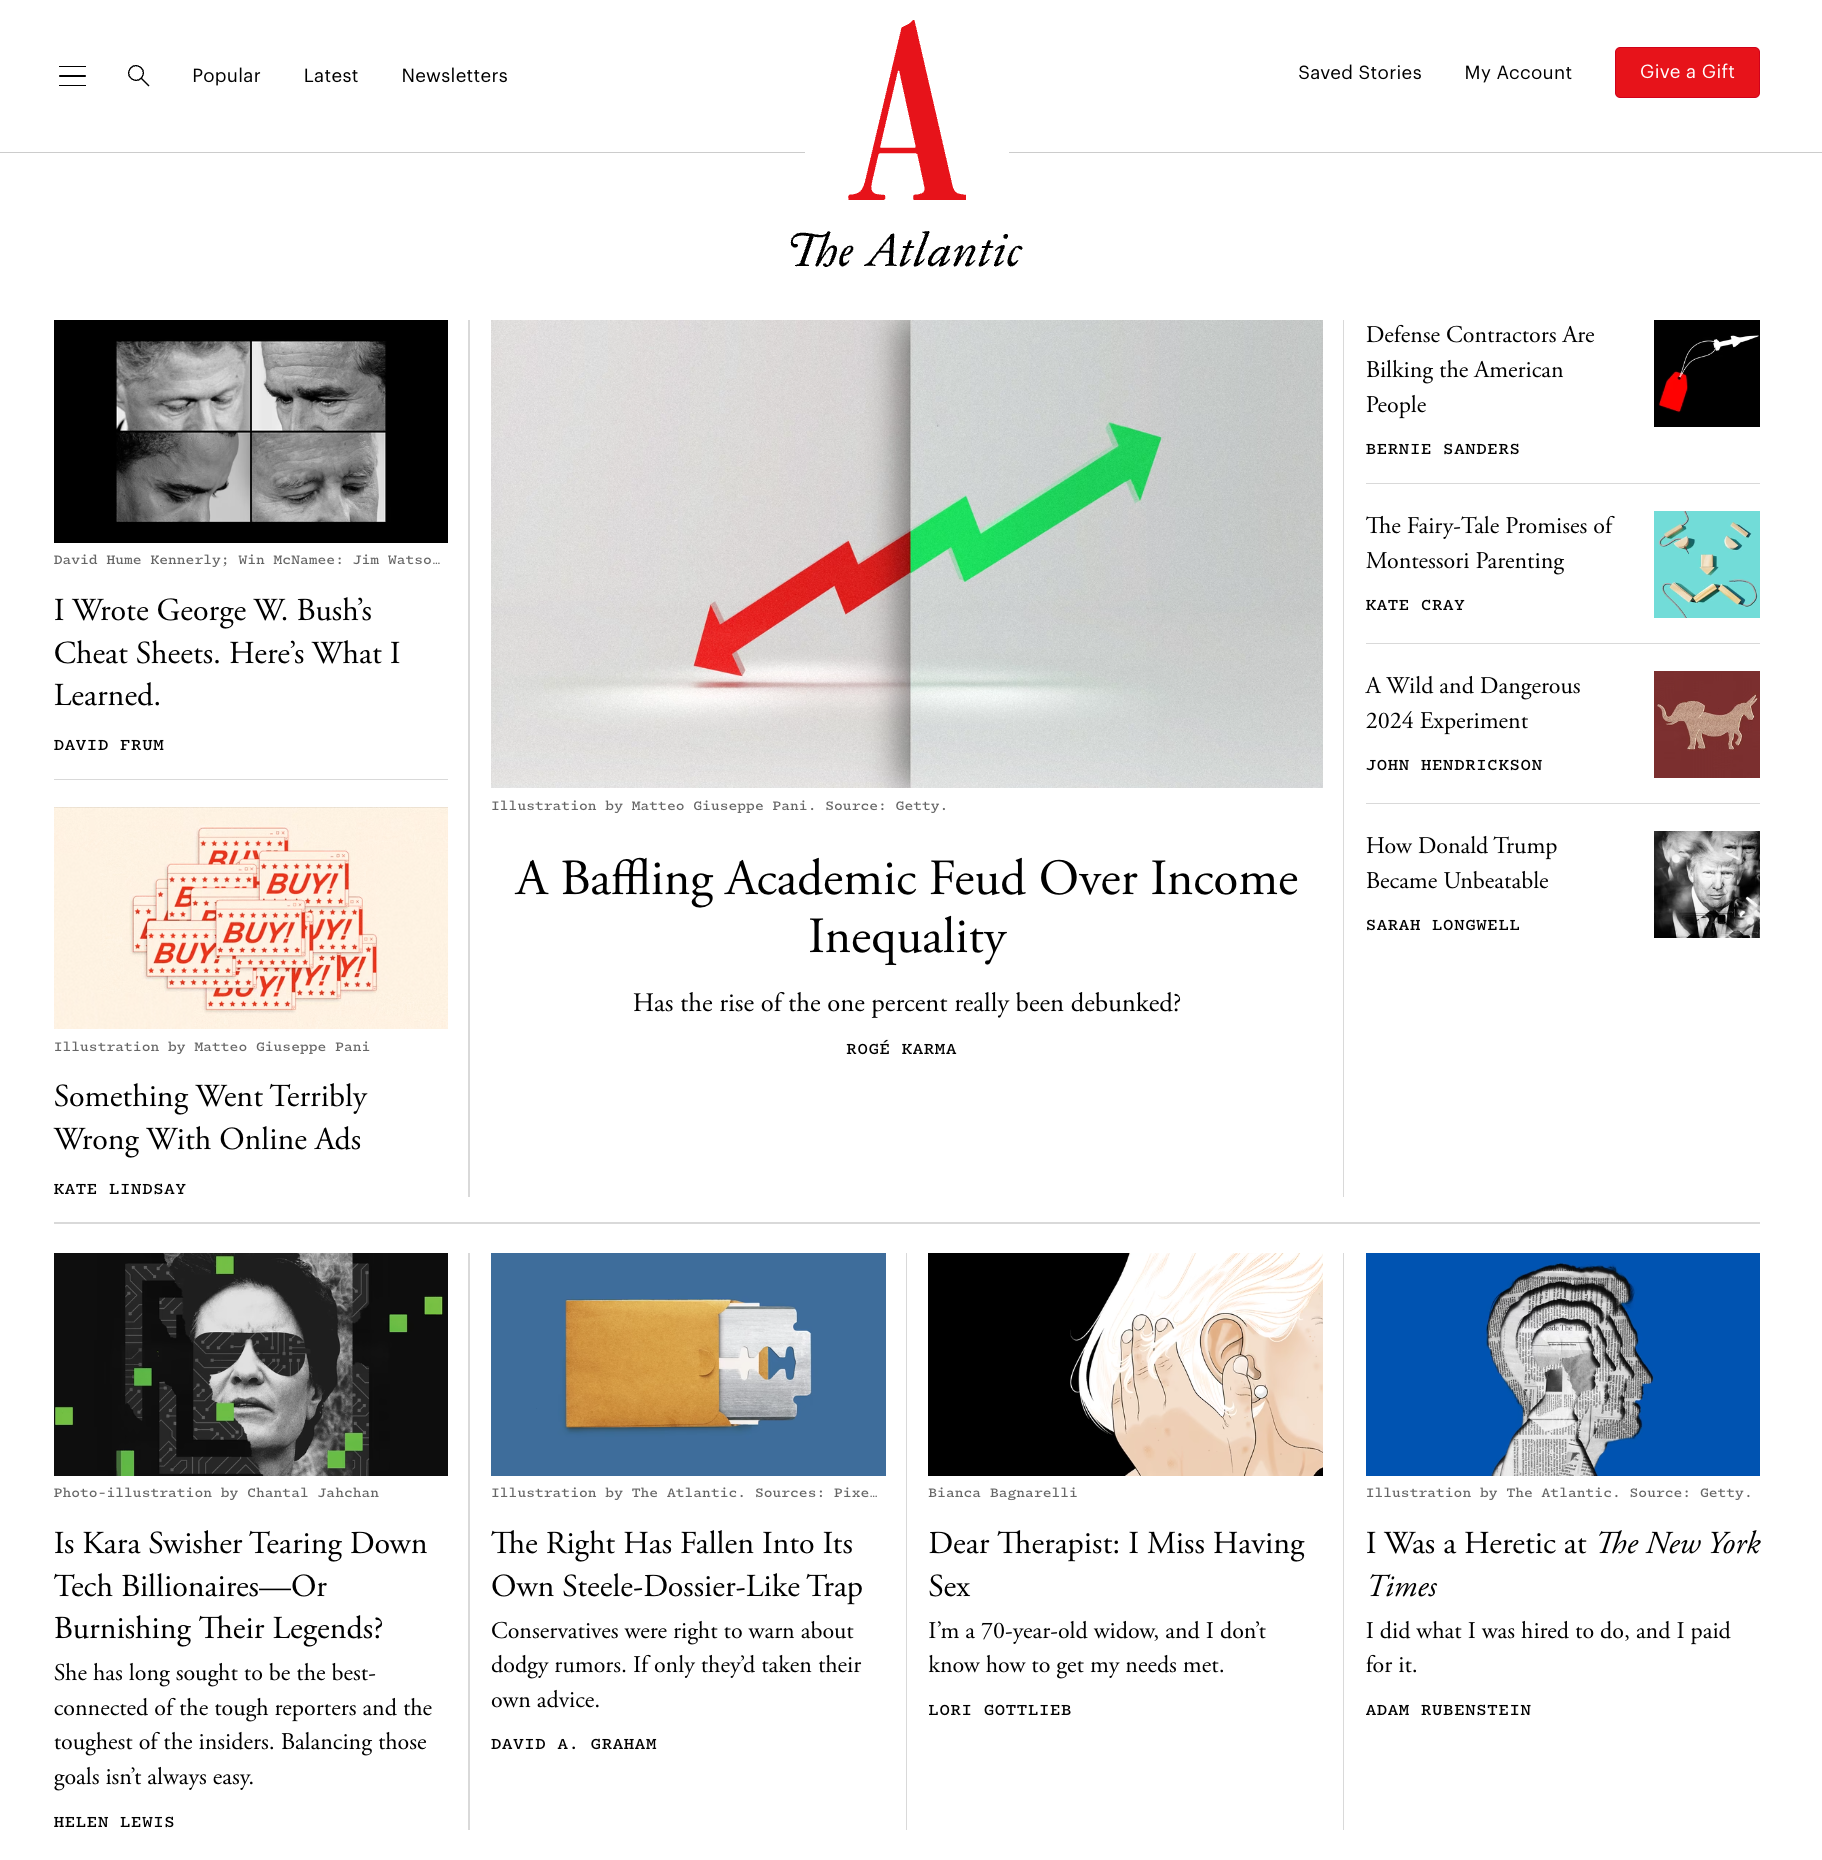 Popular Latest Newsletters
A
Saved Stories My Account Give a Gift
The Atlantic
David Hume Kennerly; Win McNamee: Jim Watso…
I Wrote George W. Bush’s
Cheat Sheets. Here’s What I
Learned.
DAVID FRUM
BUY!
BUY!
BUY!
BUY!
Illustration by Matteo Giuseppe Pani
Something Went Terribly
Wrong With Online Ads
KATE LINDSAY
Illustration by Matteo Giuseppe Pani. Source: Getty.
A Baffling Academic Feud Over Income
Inequality
Has the rise of the one percent really been debunked?
ROGÉ KARMA
Defense Contractors Are
Bilking the American
People
BERNIE SANDERS
The Fairy-Tale Promises of
Montessori Parenting
KATE CRAY
A Wild and Dangerous
2024 Experiment
JOHN HENDRICKSON
How Donald Trump
Became Unbeatable
SARAH LONGWELL
Photo-illustration by Chantal Jahchan
Is Kara Swisher Tearing Down
Tech Billionaires—Or
Burnishing Their Legends?
She has long sought to be the best-
connected of the tough reporters and the
toughest of the insiders. Balancing those
goals isn’t always easy.
HELEN LEWIS
Illustration by The Atlantic. Sources: Pixe…
The Right Has Fallen Into Its
Own Steele-Dossier-Like Trap
Conservatives were right to warn about
dodgy rumors. If only they’d taken their
own advice.
DAVID A. GRAHAM
Bianca Bagnarelli
Dear Therapist: I Miss Having
Sex
I’m a 70-year-old widow, and I don’t
know how to get my needs met.
LORI GOTTLIEB
Illustration by The Atlantic. Source: Getty.
I Was a Heretic at The New York
Times
I did what I was hired to do, and I paid
for it.
ADAM RUBENSTEIN